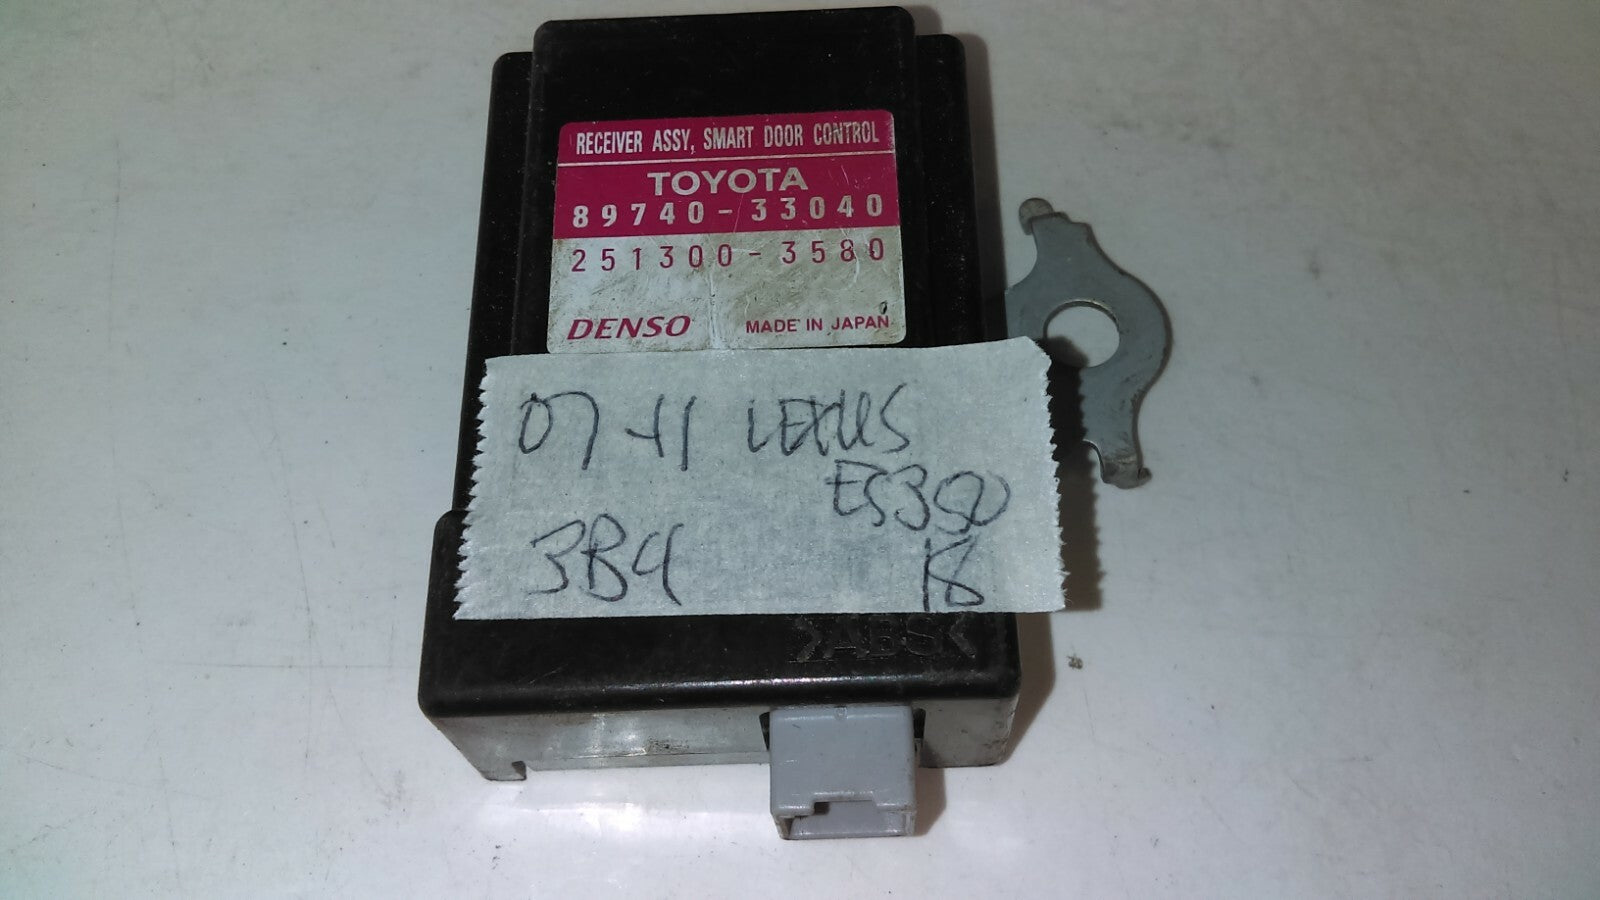 RECEIVER ASSY, SMART DOOR CONTROL
TOYOTA
89740-33040
251300-3580
DENSO MADE IN JAPAN
07-11 LEXUS
ES350
3B4 18
>ABS<